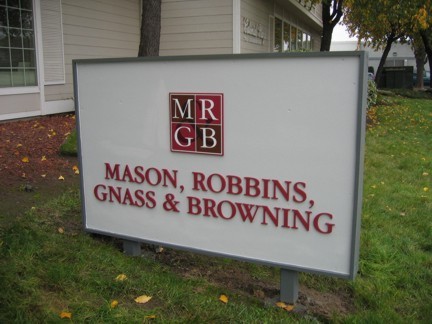 MR
GB
MASON, ROBBINS,
GNASS & BROWNING